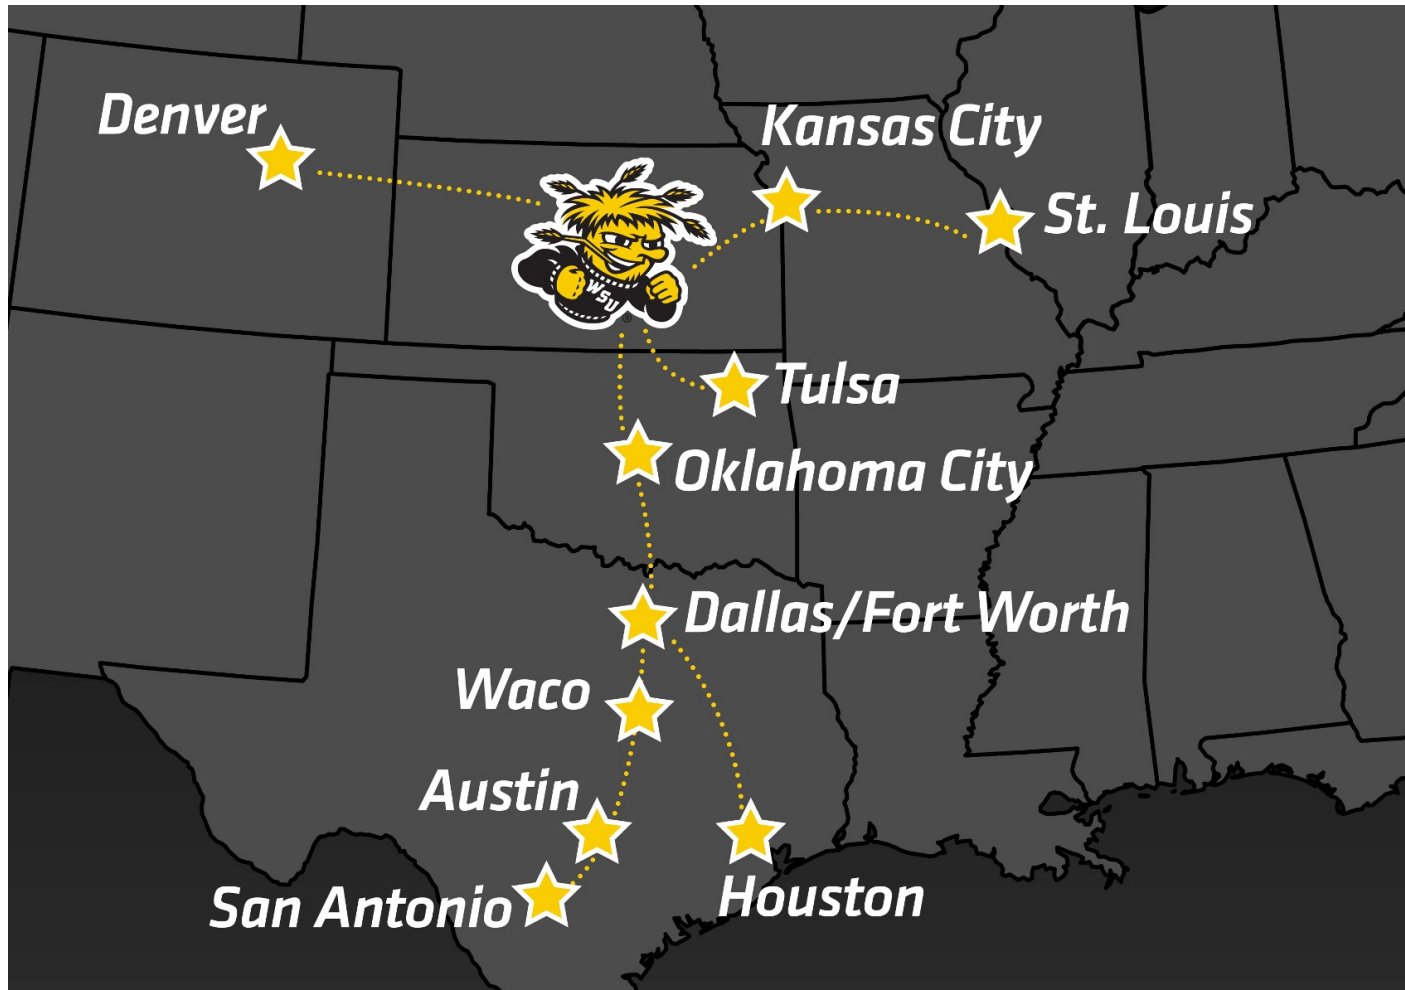 Denver
Kansas City
St. Louis
WSU
®
Tulsa
Oklahoma City
Dallas/Fort Worth
Waco
Austin
San Antonio
Houston